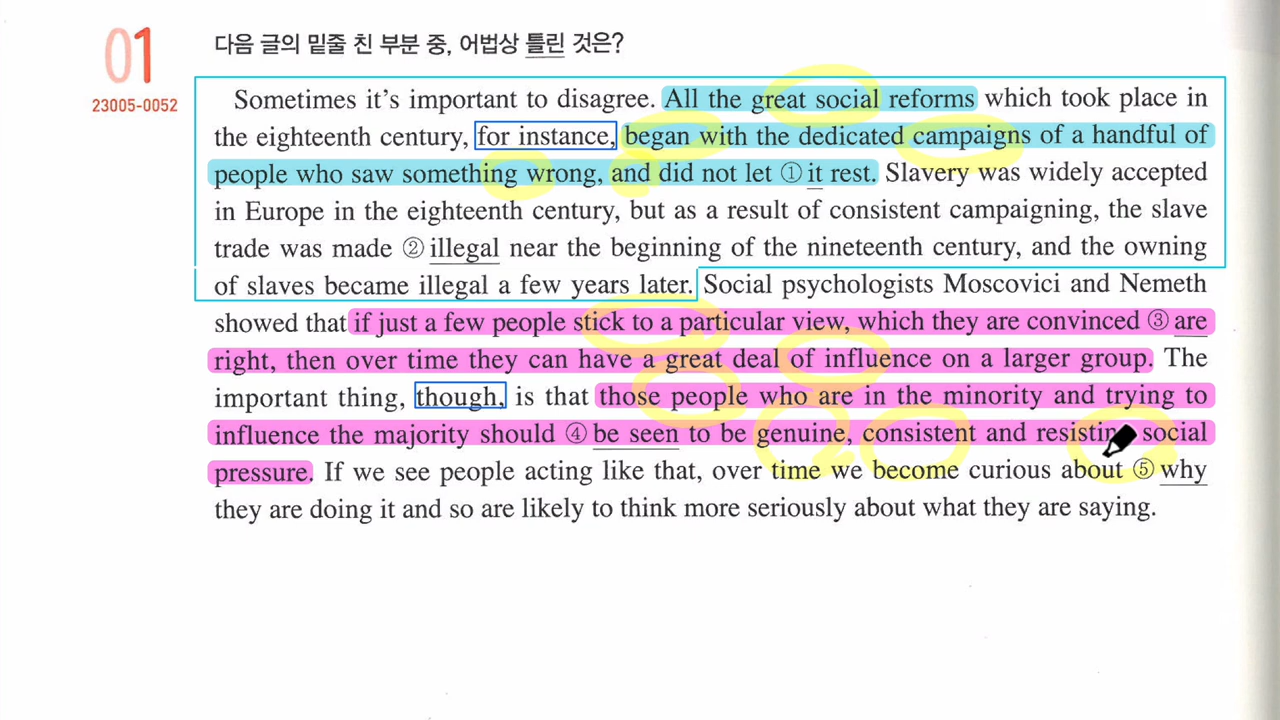 01
다음 글의 밑줄 친 부분 중, 어법상 틀린 것은?
23005-0052
Sometimes it's important to disagree. All the great social reforms which took place in
the eighteenth century, for instance, began with the dedicated campaigns of a handful of
people who saw something wrong, and did not let ① it rest. Slavery was widely accepted
in Europe in the eighteenth century, but as a result of consistent campaigning, the slave
trade was made ② illegal near the beginning of the nineteenth century, and the owning
of slaves became illegal a few years later. Social psychologists Moscovici and Nemeth
showed that if just a few people stick to a particular view, which they are convinced ③ are
right, then over time they can have a great deal of influence on a larger group. The
important thing, though, is that those people who are in the minority and trying to
influence the majority should ④ be seen to be genuine, consistent and resisting social
pressure. If we see people acting like that, over time we become curious about ⑤ why
they are doing it and so are likely to think more seriously about what they are saying.